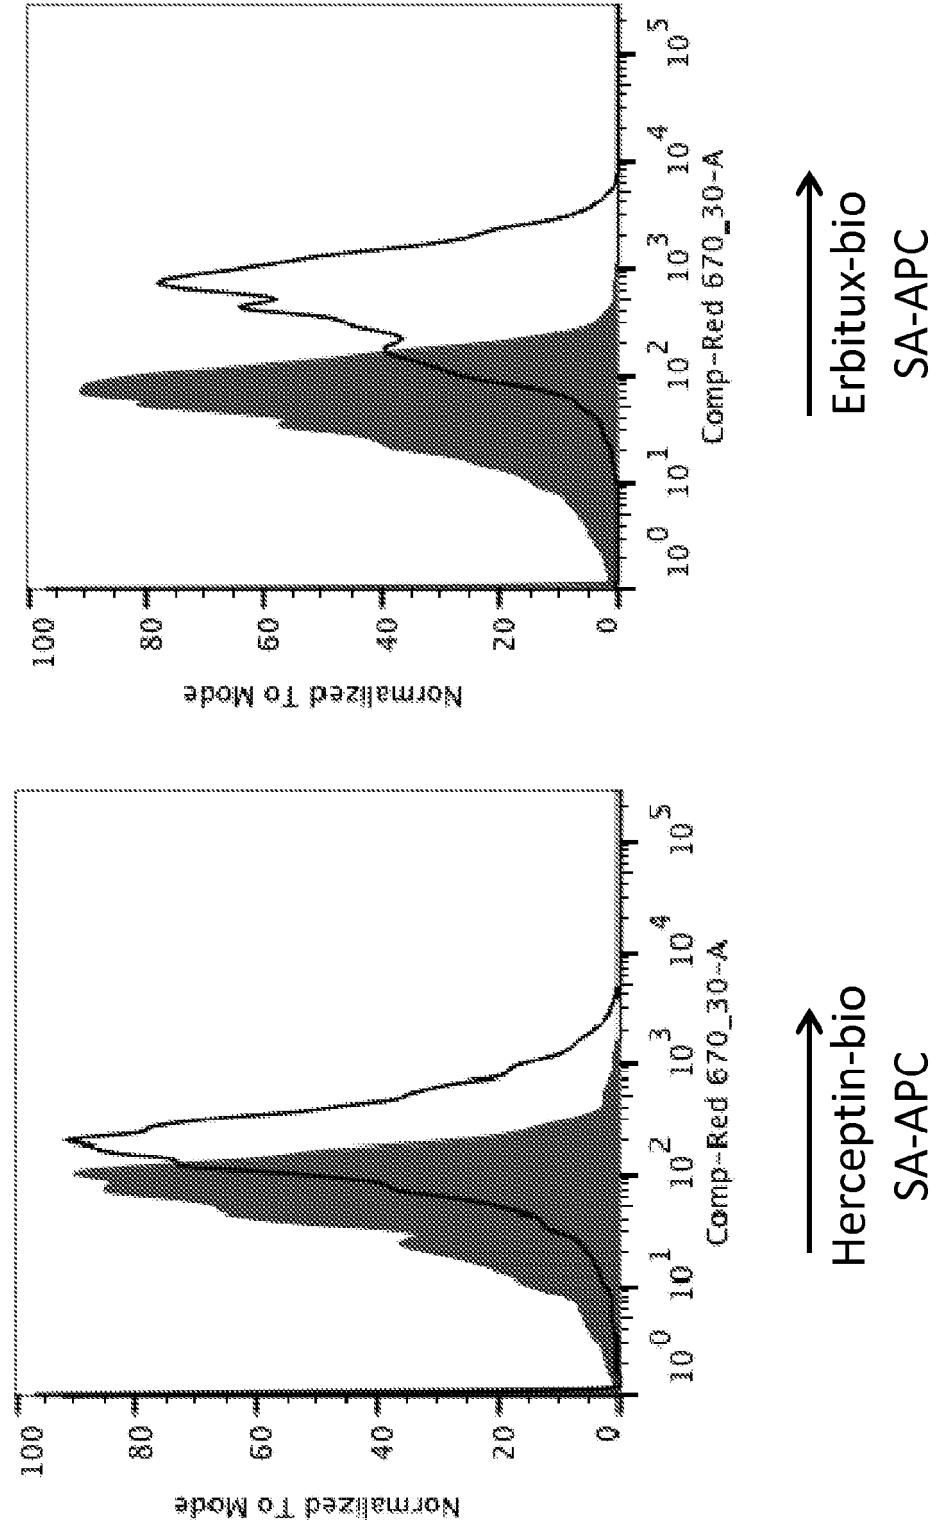 100
80
60
40
20
0
Normalized To Mode
10^0 10^1 10^2 10^3 10^4 10^5
Comp-Red 670_30-A
Herceptin-bio
SA-APC
100
80
60
40
20
0
Normalized To Mode
10^0 10^1 10^2 10^3 10^4 10^5
Comp-Red 670_30-A
Erbitux-bio
SA-APC